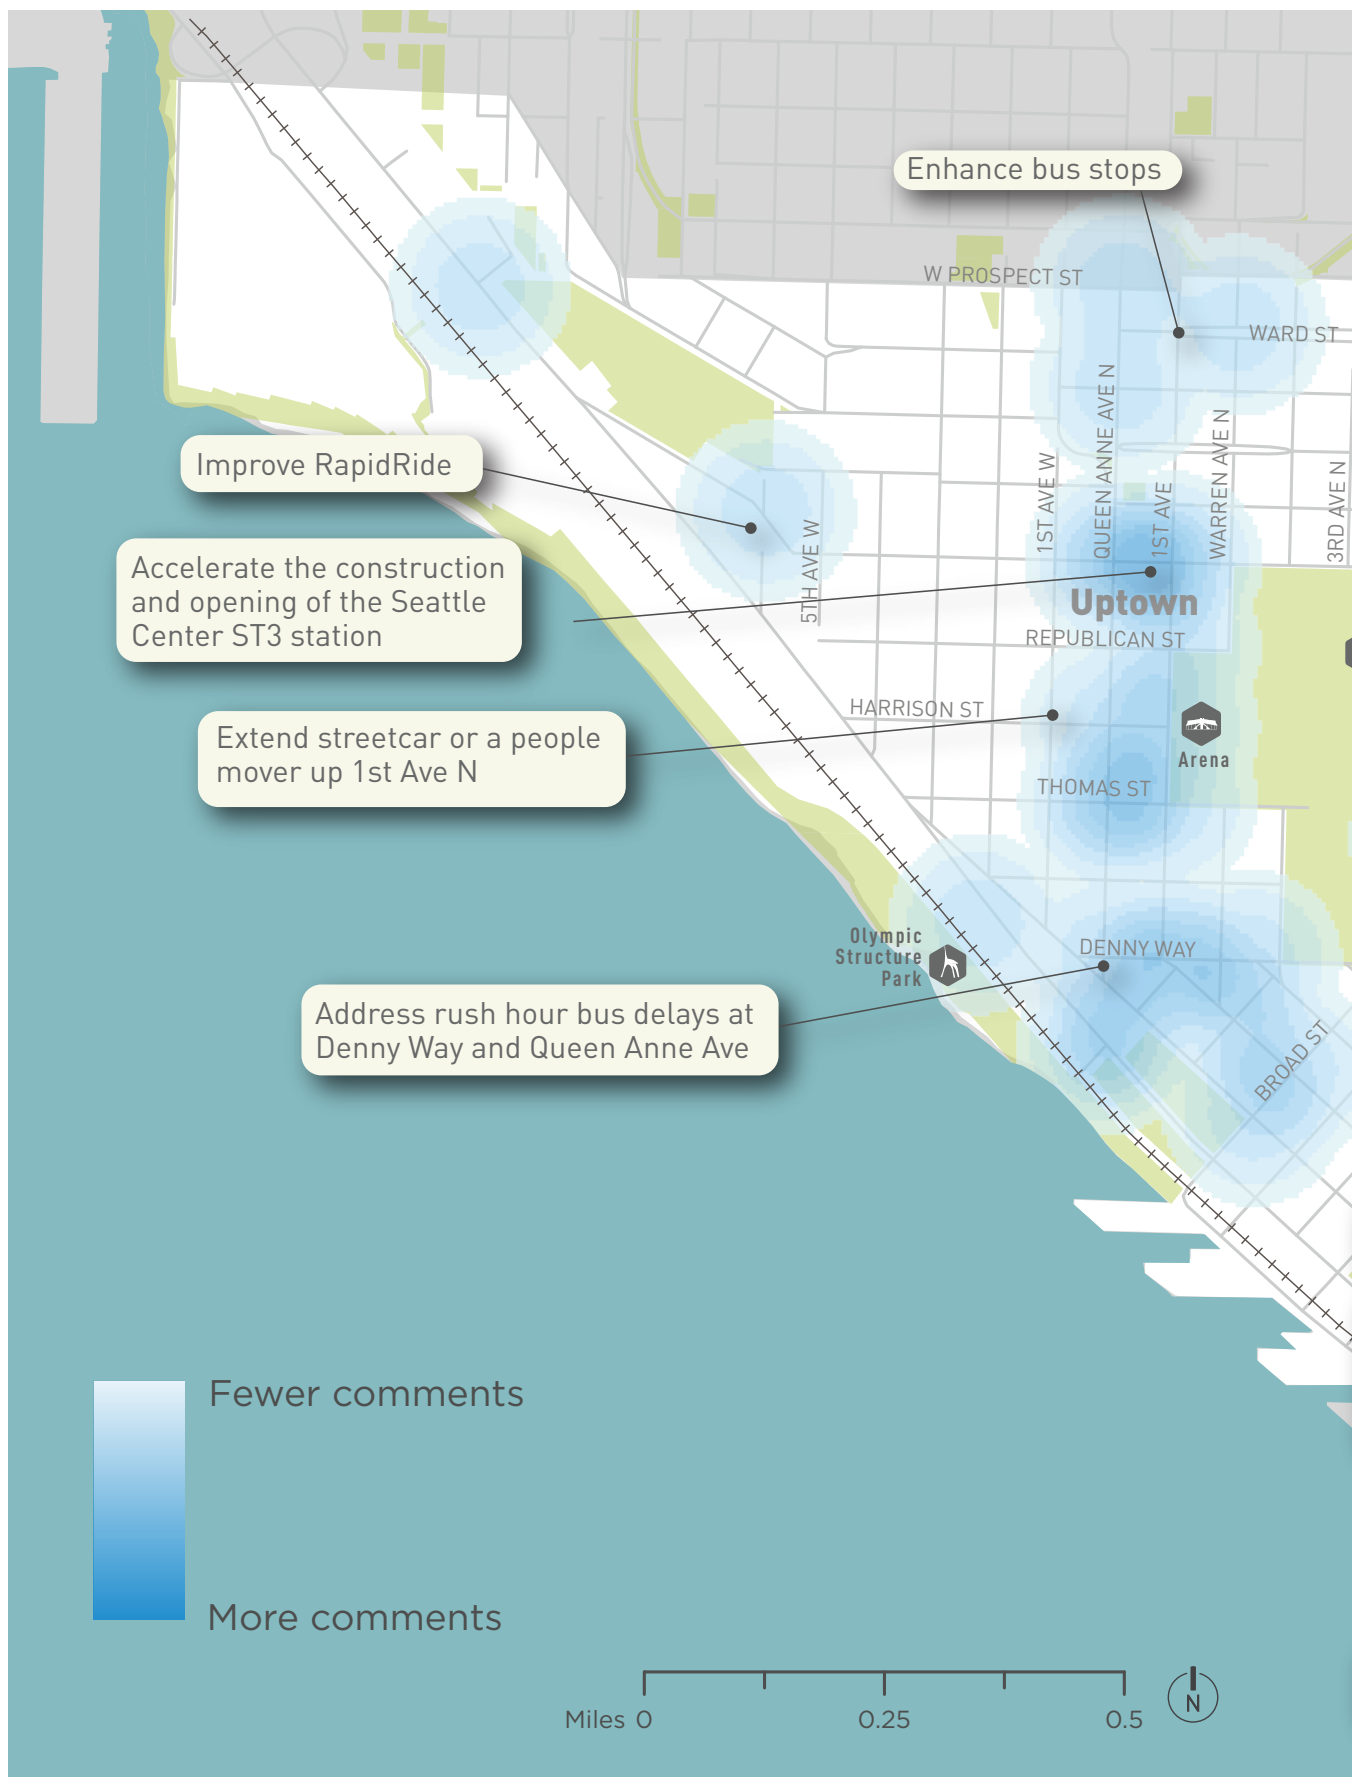 Enhance bus stops
W PROSPECT ST
WARD ST
QUEEN ANNE AVE N
WARREN AVE N
1ST AVE W
1ST AVE
3RD AVE N
Improve RapidRide
5TH AVE W
Accelerate the construction
and opening of the Seattle
Center ST3 station
Uptown
REPUBLICAN ST
HARRISON ST
Extend streetcar or a people
mover up 1st Ave N
Arena
THOMAS ST
Olympic
Structure
Park
DENNY WAY
Address rush hour bus delays at
Denny Way and Queen Anne Ave
BROAD ST
Fewer comments
More comments
Miles 0 0.25 0.5
N